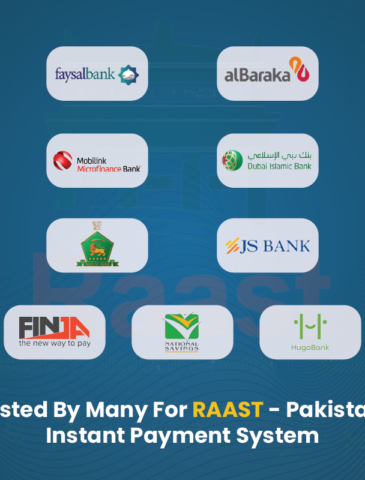 faysalbank
alBaraka
Mobilink
Microfinance Bank
بنك دبي الإسلامي
Dubai Islamic Bank
JS BANK
FINJA
the new way to pay
NATIONAL
SAVINGS
HugoBank
Raast
sted By Many For RAAST - Pakista
Instant Payment System